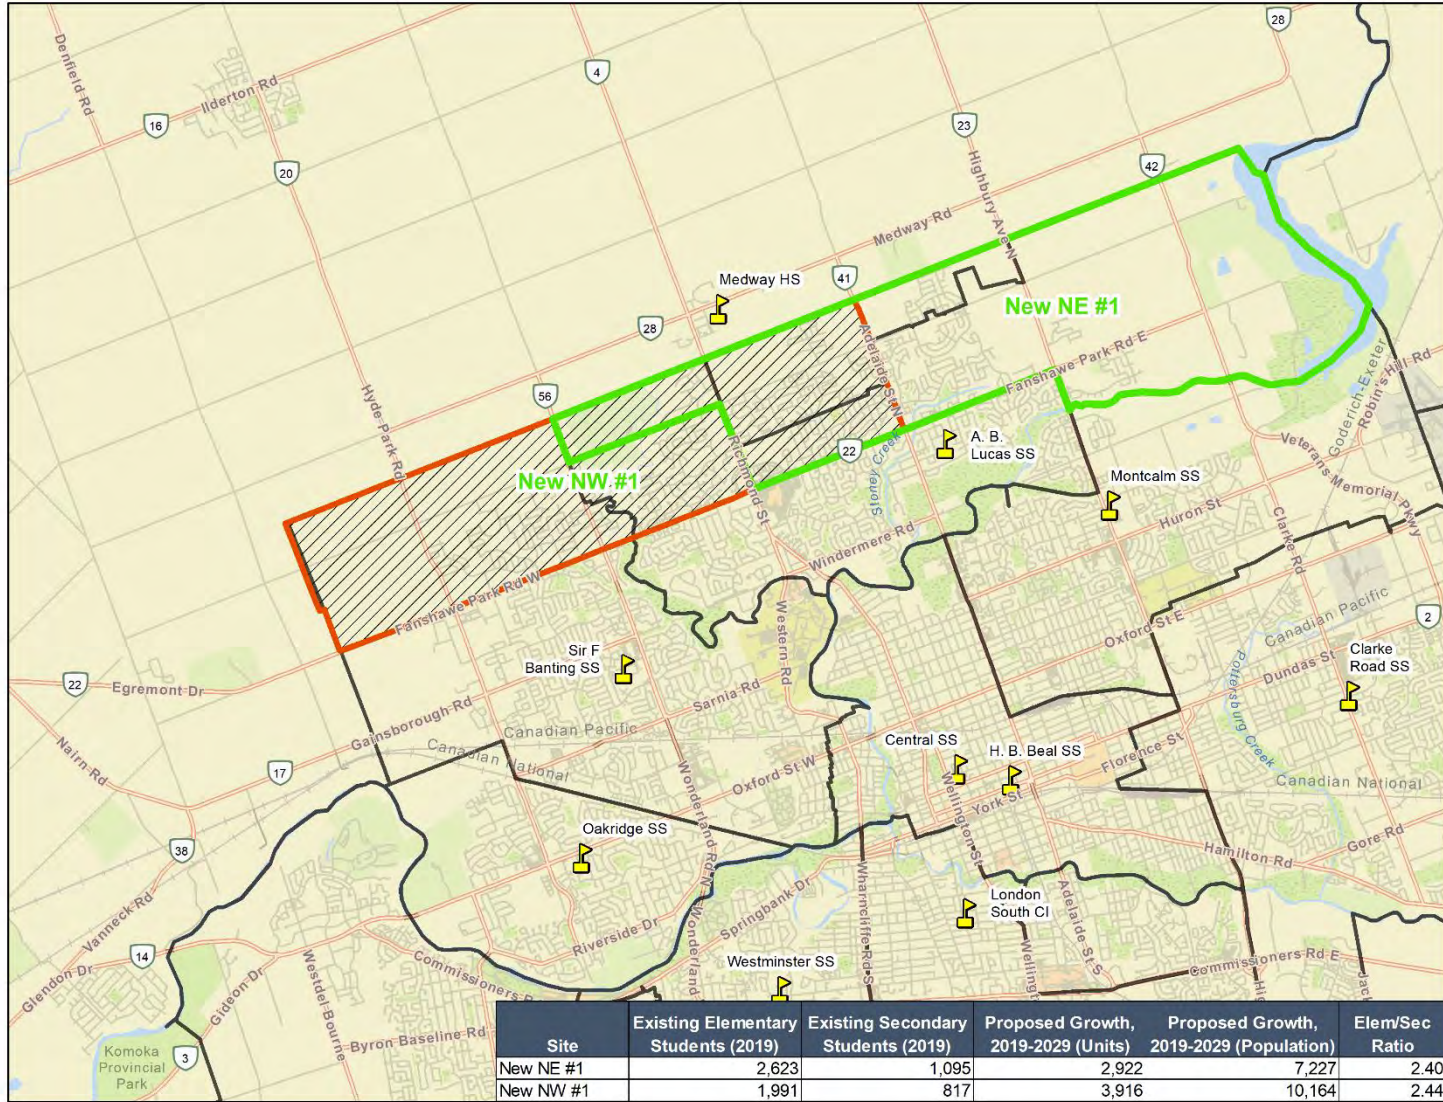 28
4
Denfield Rd
Ilderton Rd
16
23
20
42
Highbury Ave N
Medway Rd
Medway HS
41
New NE #1
28
Adelaide St N
Fanshawe Park Rd E
Goderich-Exeter
Robin's Hill Rd
Hyde Park Rd
56
Richmond St
22
A. B.
Lucas SS
Stoney Creek
Veterans Memorial Pkwy
New NW #1
Montcalm SS
Huron St
Clarke Rd
Windermere Rd
Fanshawe Park Rd W
Western Rd
Oxford St E
Canadian Pacific
2
Sir F
Banting SS
Dundas St
Clarke
Road SS
22
Egremont Dr
Sarnia Rd
Pottersburg Creek
Gainsborough Rd
Canadian Pacific
Canadian National
Nairn Rd
17
Central SS
H. B. Beal SS
Florence St
Oxford St W
Wonderland Rd N
Wellington St
York St
Canadian National
Oakridge SS
38
Gore Rd
Hamilton Rd
Vanneck Rd
Springbank Dr
Wharncliffe Rd S
London
South CI
Adelaide St S
Riverside Dr
Wonderland
14
Glendon Dr
Gideon Dr
Commissioners R
Westdel-Bourne
Westminster SS
Wellingt
Commissioners Rd E
Hig
Jack
Byron Baseline Rd
Komoka
Provincial
Park
3
Site Existing Elementary Students (2019) Existing Secondary Students (2019) Proposed Growth, 2019-2029 (Units) Proposed Growth, 2019-2029 (Population) Elem/Sec Ratio
New NE #1 2,623 1,095 2,922 7,227 2.40
New NW #1 1,991 817 3,916 10,164 2.44